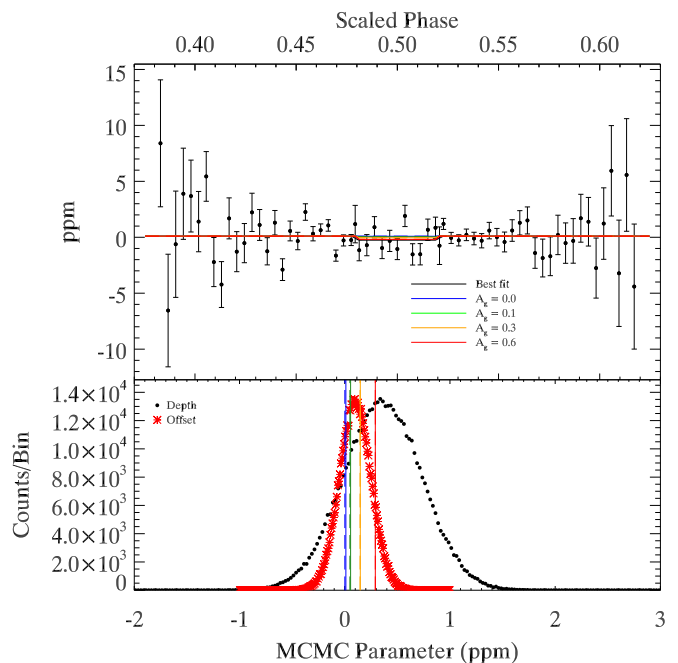 Scaled Phase
0.40 0.45 0.50 0.55 0.60
15
10
5
0
-5
-10
ppm
Best fit
A_g = 0.0
A_g = 0.1
A_g = 0.3
A_g = 0.6
1.4×10^4
1.2×10^4
1.0×10^4
8.0×10^3
6.0×10^3
4.0×10^3
2.0×10^3
0
Counts/Bin
Depth
Offset
-2 -1 0 1 2 3
MCMC Parameter (ppm)